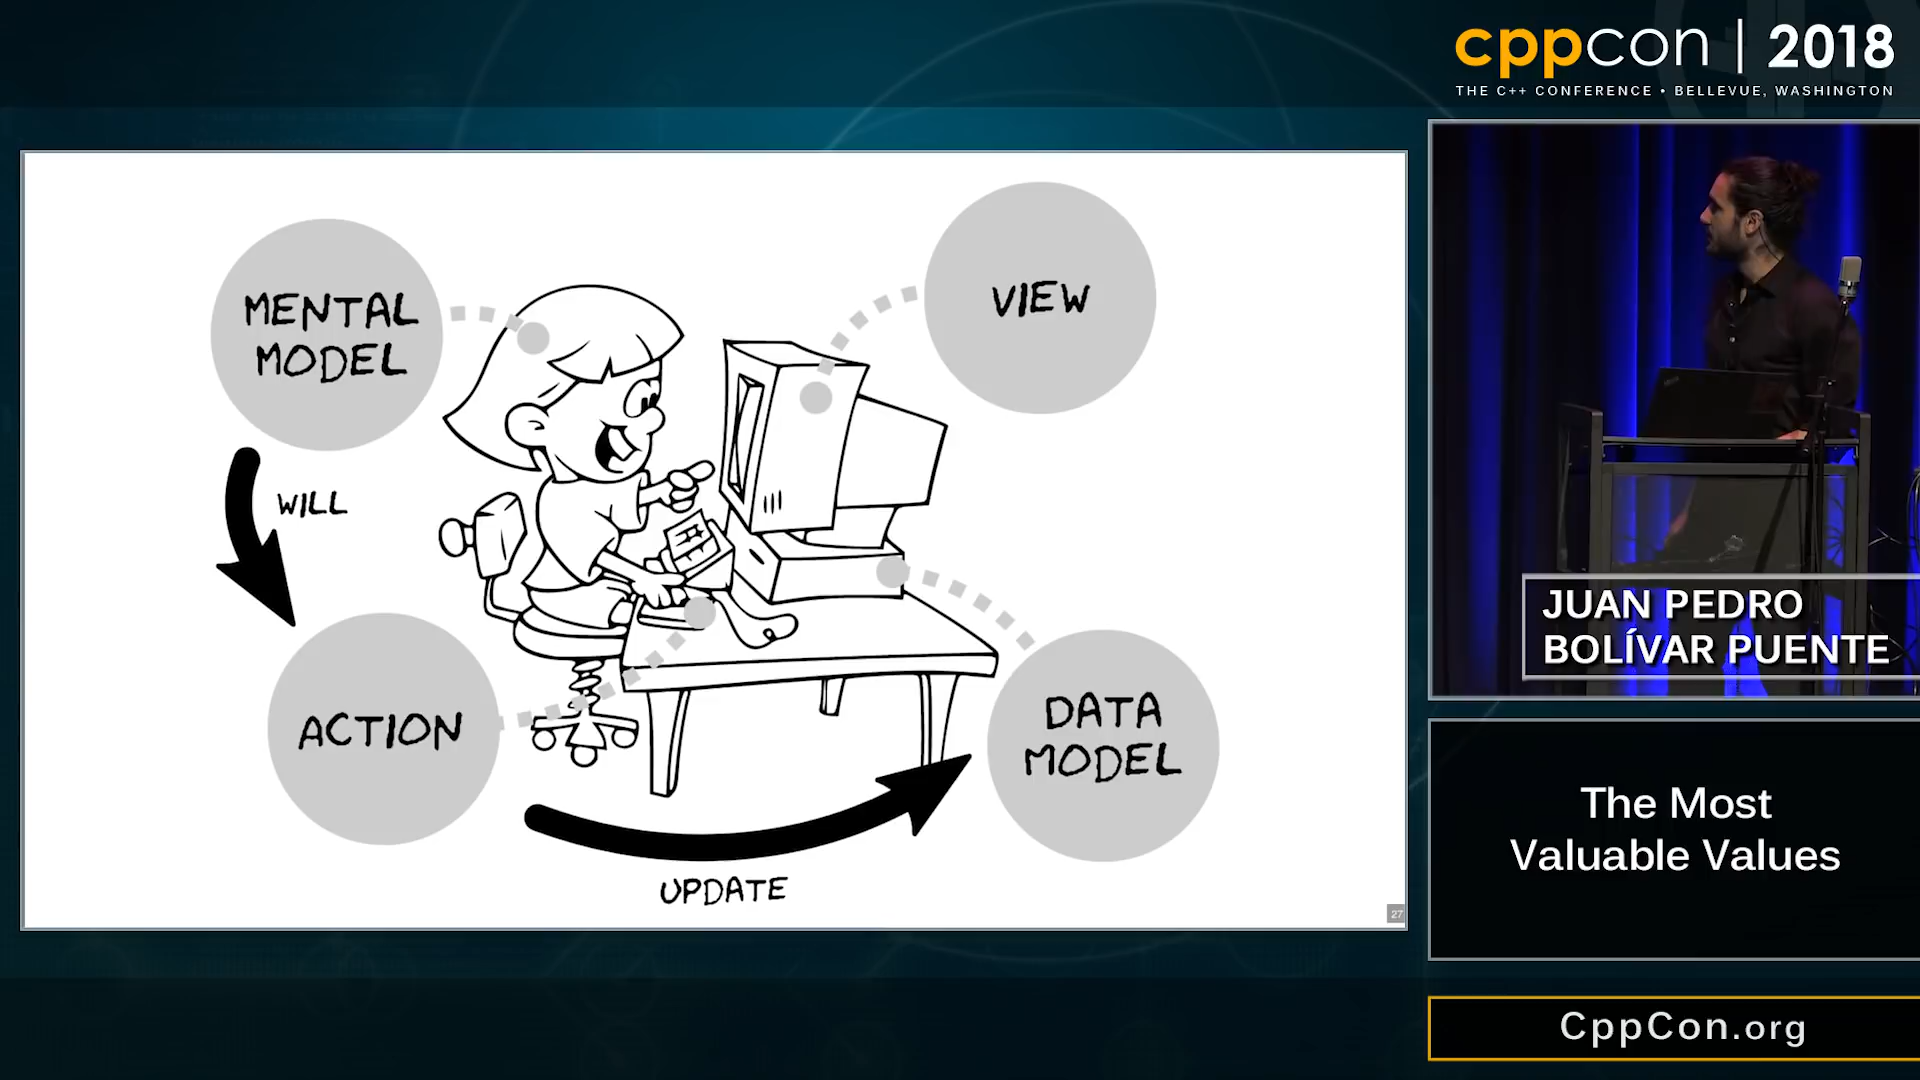 cppcon | 2018
THE C++ CONFERENCE • BELLEVUE, WASHINGTON
MENTAL
MODEL
VIEW
WILL
ACTION
DATA
MODEL
UPDATE
27
JUAN PEDRO
BOLÍVAR PUENTE
The Most
Valuable Values
CppCon.org